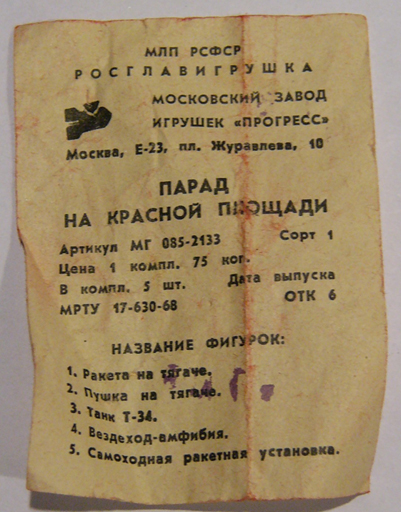 МЛП РСФСР
РОСГЛАВИГРУШКА
МОСКОВСКИЙ ЗАВОД
ИГРУШЕК «ПРОГРЕСС»
Москва, Е-23, пл. Журавлева, 10
ПАРАД
НА КРАСНОЙ ПЛОЩАДИ
Артикул МГ 085-2133 Сорт 1
Цена 1 компл. 75 коп.
В компл. 5 шт. Дата выпуска
МРТУ 17-630-68 ОТК 6
НАЗВАНИЕ ФИГУРОК:
1. Ракета на тягаче.
2. Пушка на тягаче.
3. Танк Т-34.
4. Вездеход-амфибия.
5. Самоходная ракетная установка.